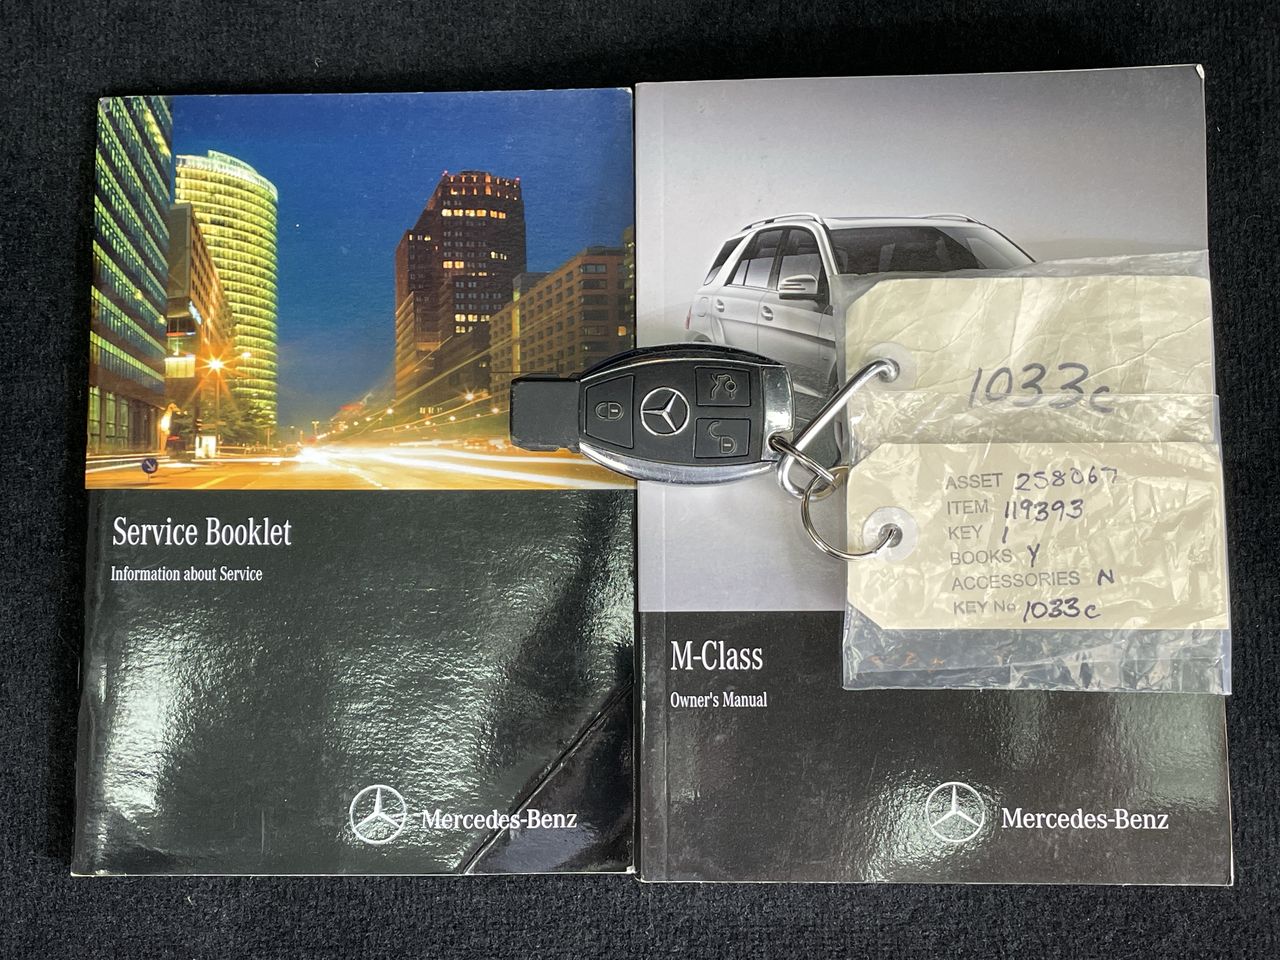 Service Booklet
Information about Service
Mercedes-Benz
M-Class
Owner's Manual
Mercedes-Benz
1033c
ASSET 258067
ITEM 119393
KEY 1
BOOKS Y
ACCESSORIES N
KEY No 1033c